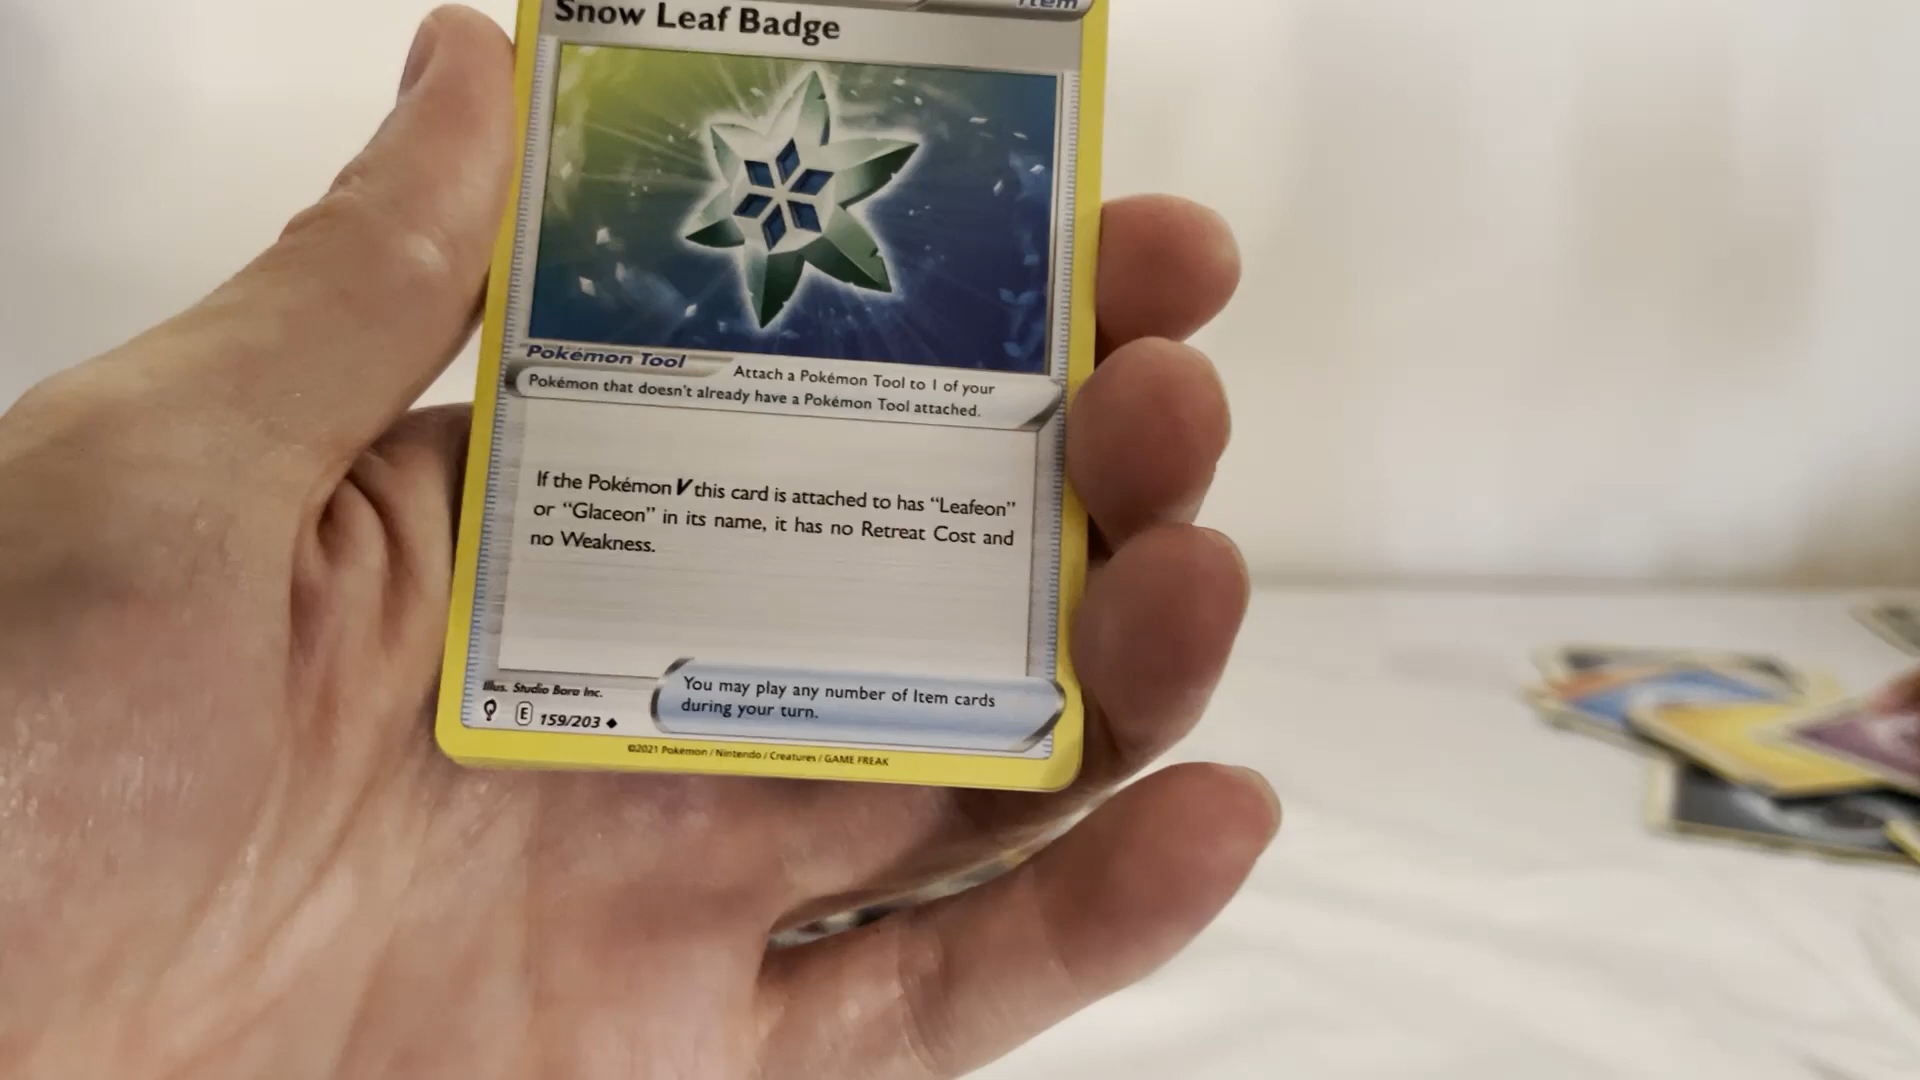 Item
Snow Leaf Badge
Pokémon Tool
Attach a Pokémon Tool to 1 of your
Pokémon that doesn't already have a Pokémon Tool attached.
If the Pokémon V this card is attached to has “Leafeon”
or “Glaceon” in its name, it has no Retreat Cost and
no Weakness.
Illus. Studio Bora Inc.
You may play any number of Item cards
during your turn.
E 159/203
©2021 Pokémon / Nintendo / Creatures / GAME FREAK